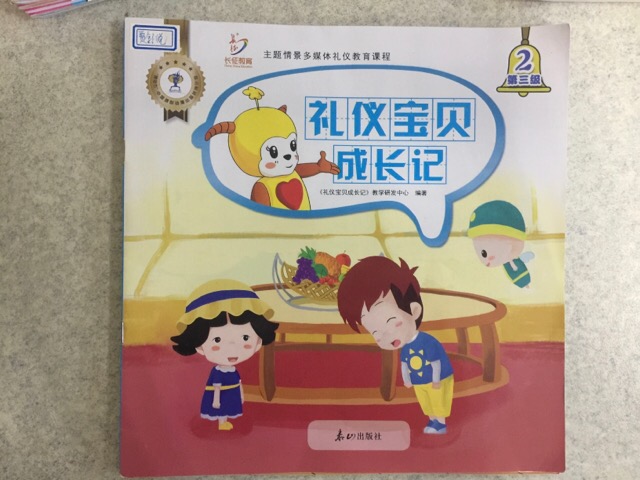 长征教育
主题情景多媒体礼仪教育课程
2
第三级
礼仪宝贝
成长记
《礼仪宝贝成长记》教学研发中心 编著
泰山出版社